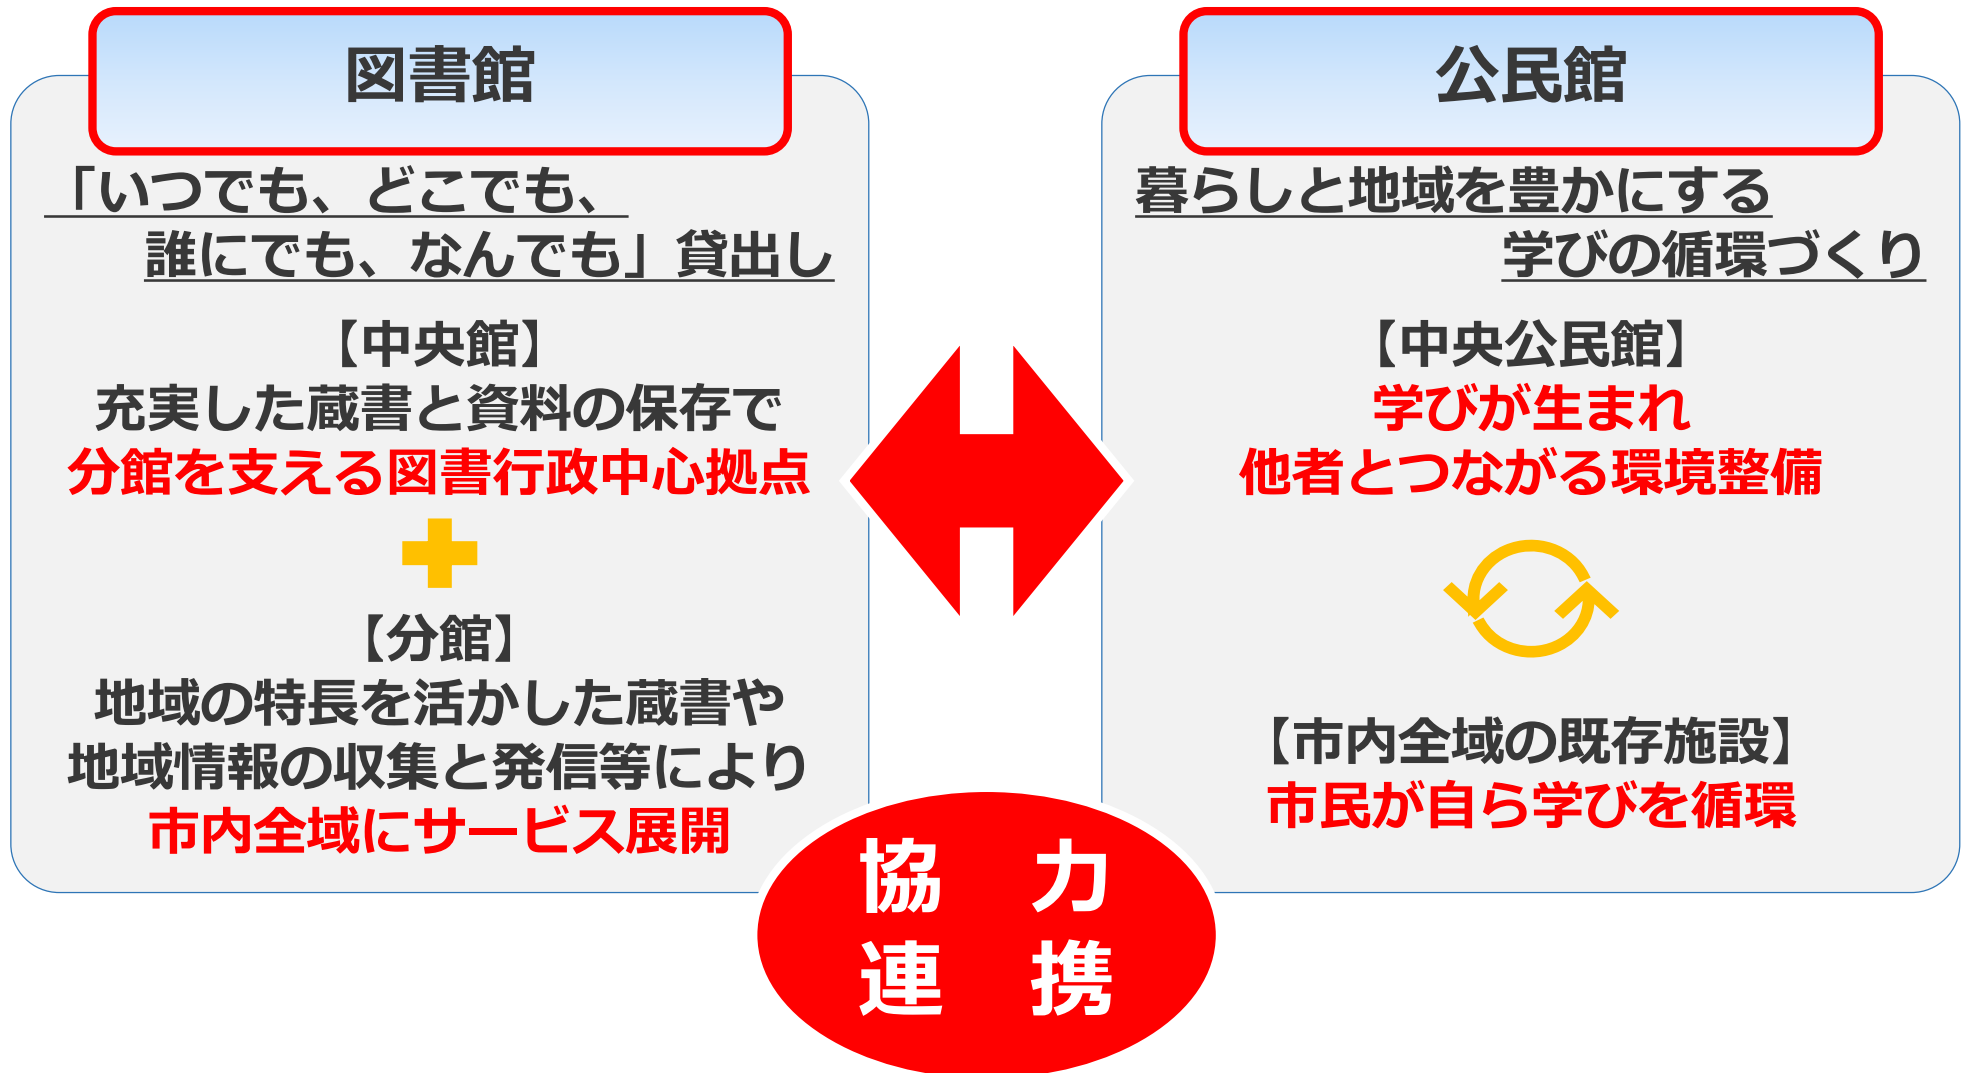 図書館
「いつでも、どこでも、
誰にでも、なんでも」貸出し
【中央館】
充実した蔵書と資料の保存で
分館を支える図書行政中心拠点
【分館】
地域の特長を活かした蔵書や
地域情報の収集と発信等により
市内全域にサービス展開
公民館
暮らしと地域を豊かにする
学びの循環づくり
【中央公民館】
学びが生まれ
他者とつながる環境整備
【市内全域の既存施設】
市民が自ら学びを循環
協　力
連　携